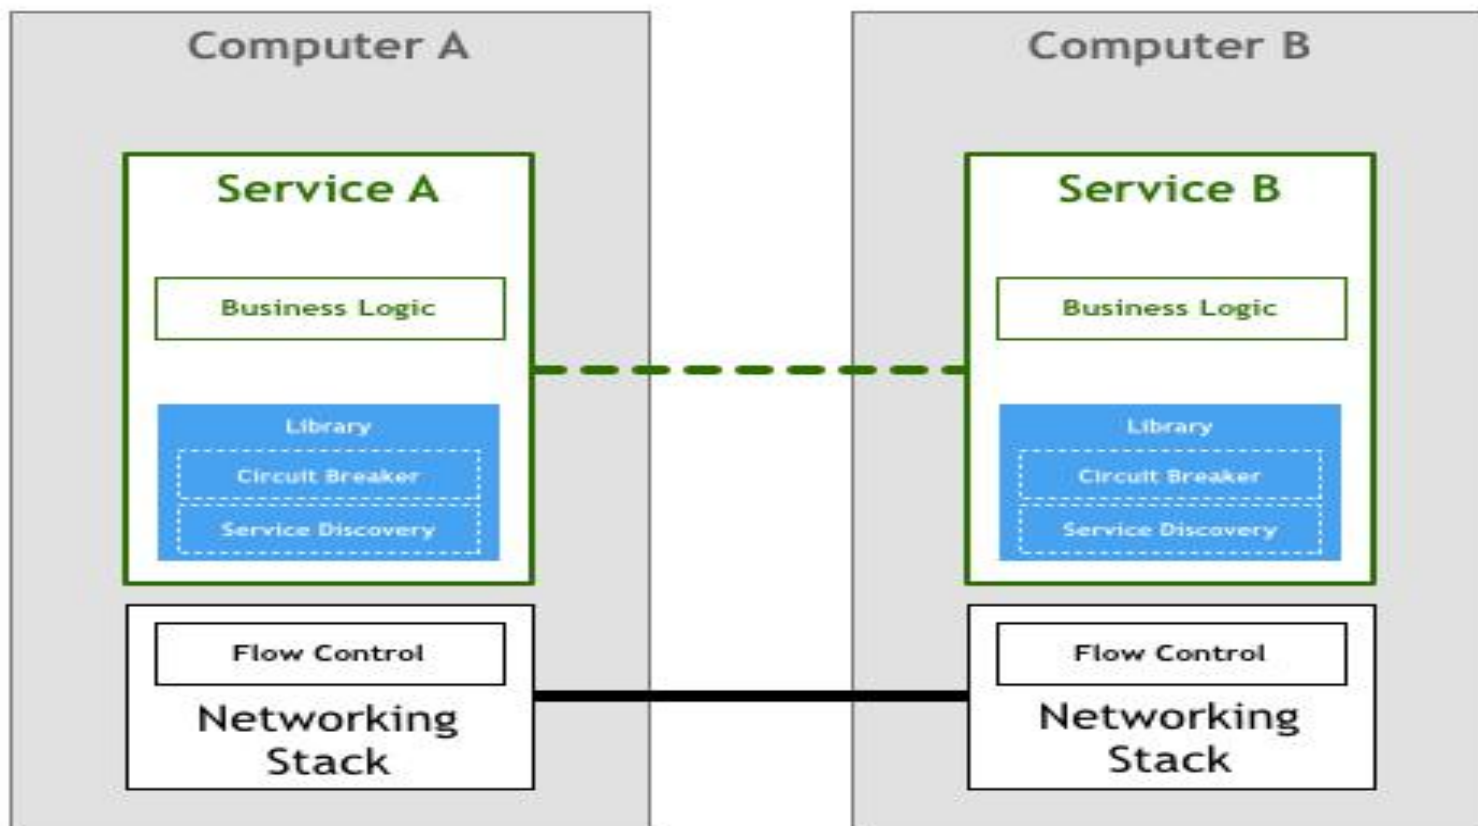 Computer A
Service A
Business Logic
Library
Circuit Breaker
Service Discovery
Flow Control
Networking
Stack
Computer B
Service B
Business Logic
Library
Circuit Breaker
Service Discovery
Flow Control
Networking
Stack